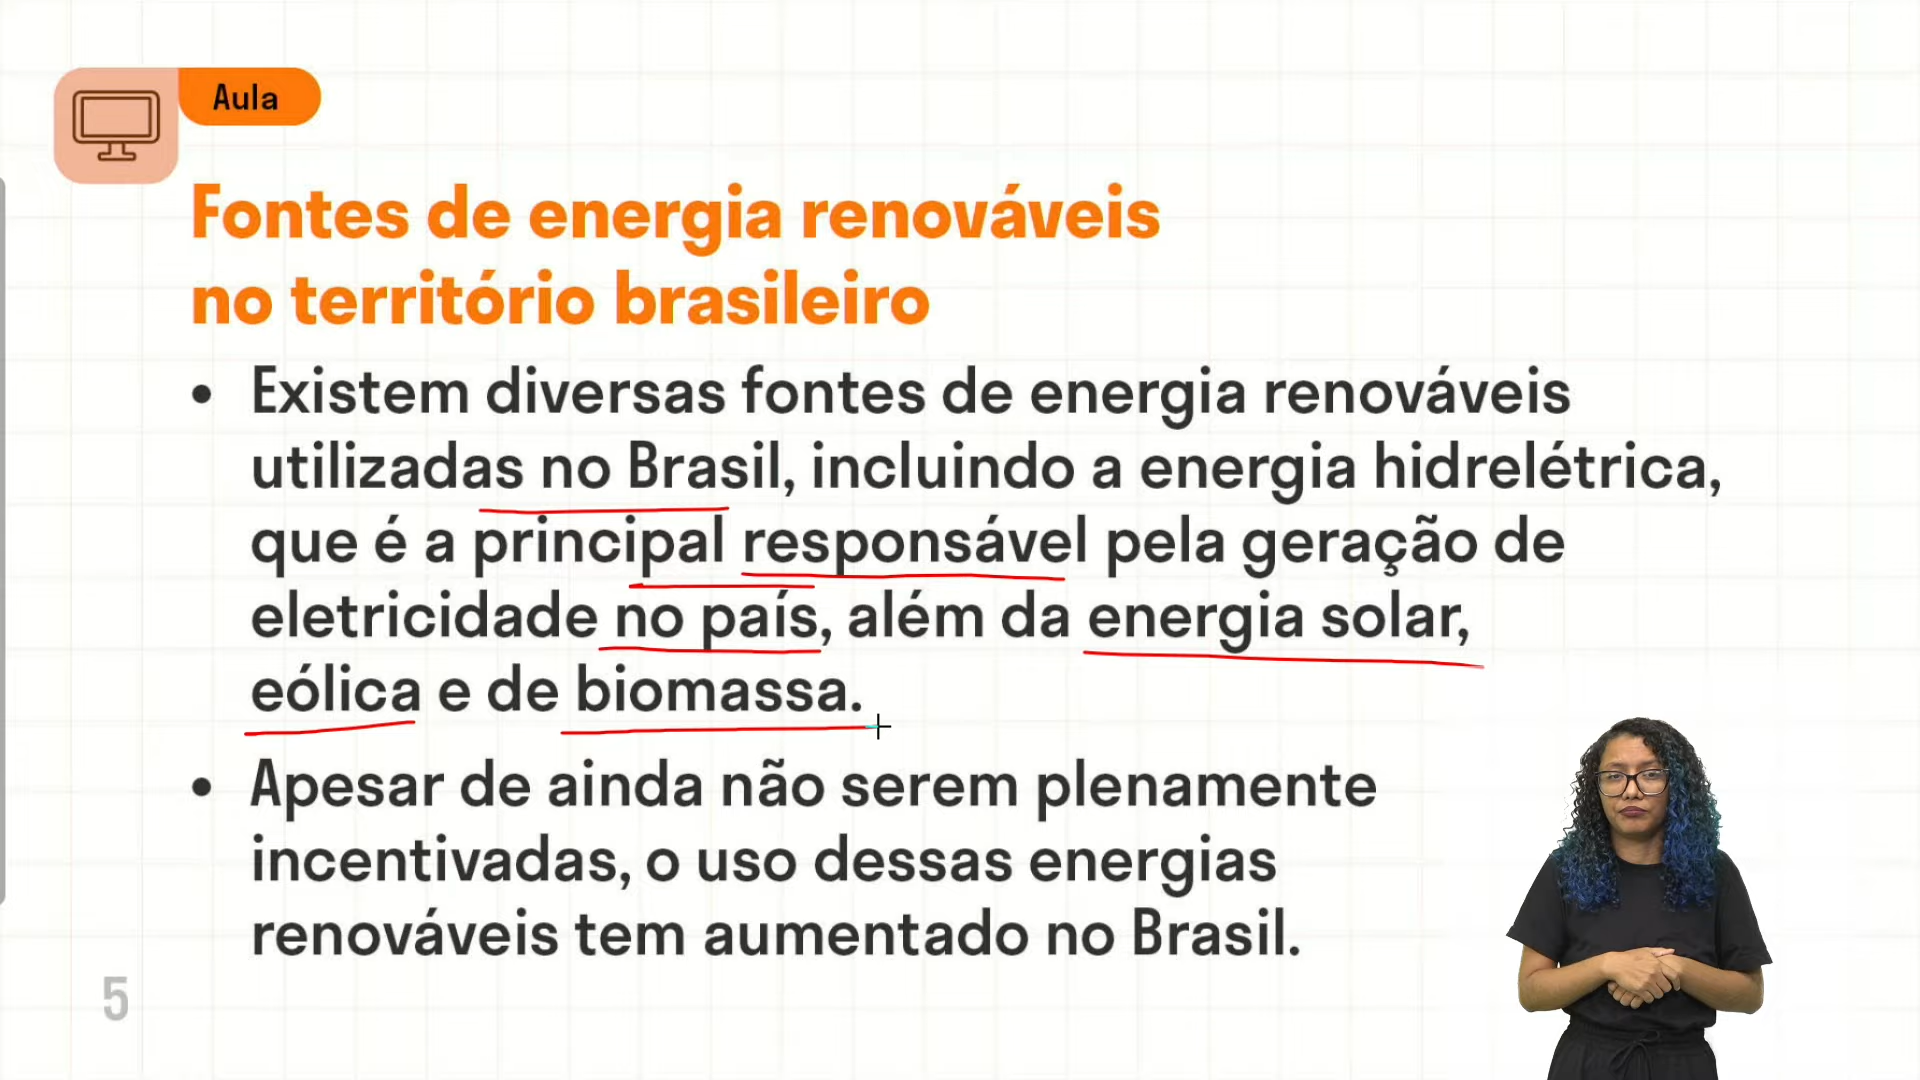 Aula
Fontes de energia renováveis
no território brasileiro
• Existem diversas fontes de energia renováveis
utilizadas no Brasil, incluindo a energia hidrelétrica,
que é a principal responsável pela geração de
eletricidade no país, além da energia solar,
eólica e de biomassa.
• Apesar de ainda não serem plenamente
incentivadas, o uso dessas energias
renováveis tem aumentado no Brasil.
5